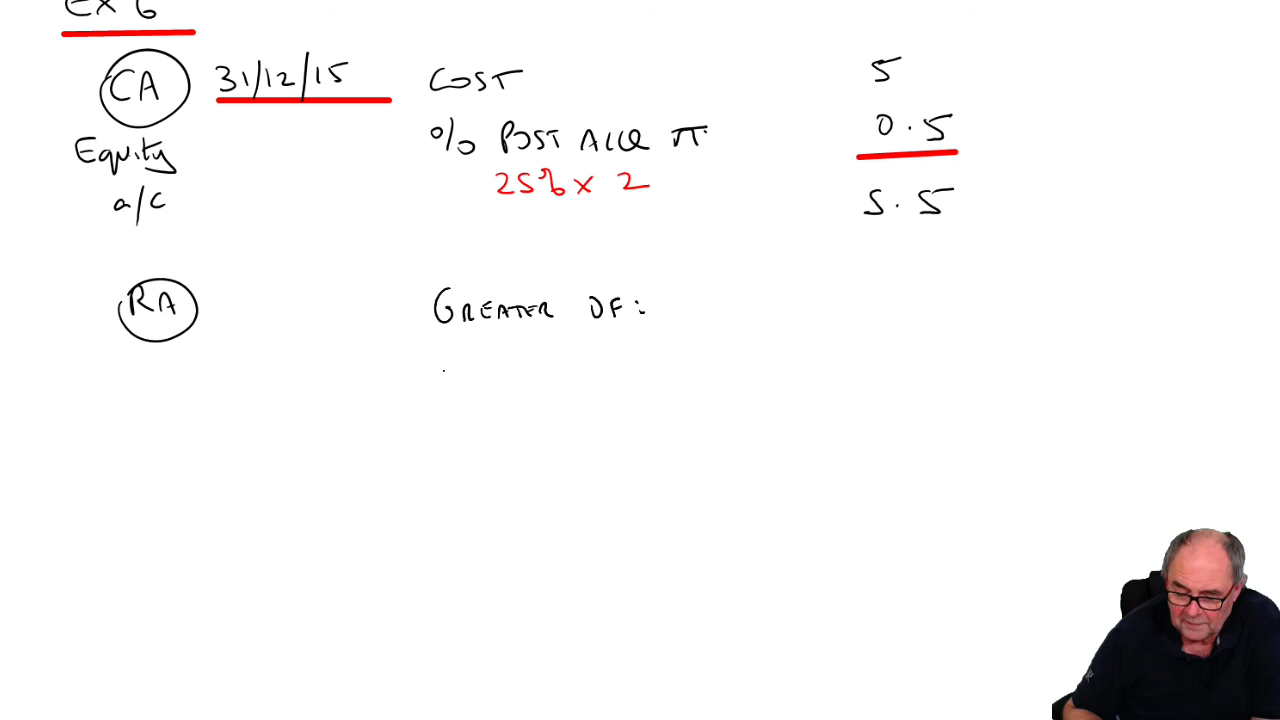 Ex 6
CA 31/12/15 COST 5
Equity % POST ACQ π 0.5
a/c 25% x 2 5.5
RA GREATER OF: